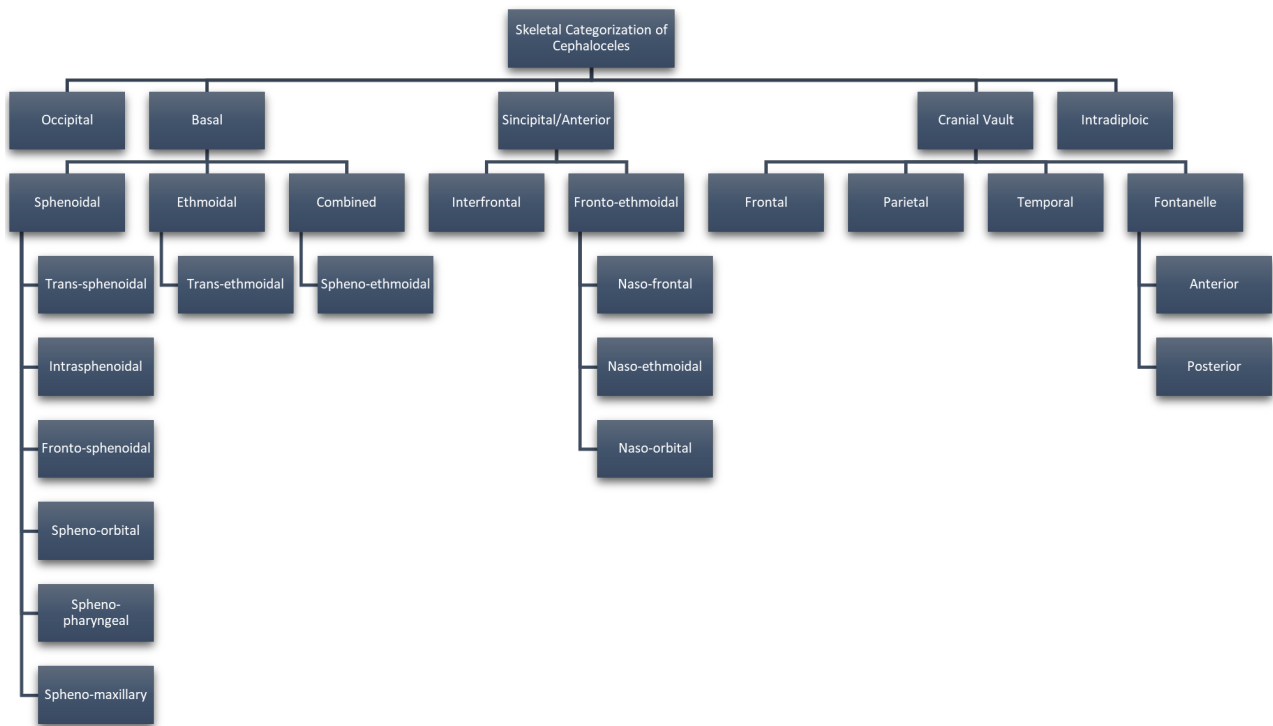 Skeletal Categorization of
Cephaloceles
Occipital
Basal
Sincipital/Anterior
Cranial Vault
Intradiploic
Sphenoidal
Ethmoidal
Combined
Interfrontal
Fronto-ethmoidal
Frontal
Parietal
Temporal
Fontanelle
Trans-sphenoidal
Trans-ethmoidal
Spheno-ethmoidal
Naso-frontal
Anterior
Intrasphenoidal
Naso-ethmoidal
Posterior
Fronto-sphenoidal
Naso-orbital
Spheno-orbital
Spheno-
pharyngeal
Spheno-maxillary